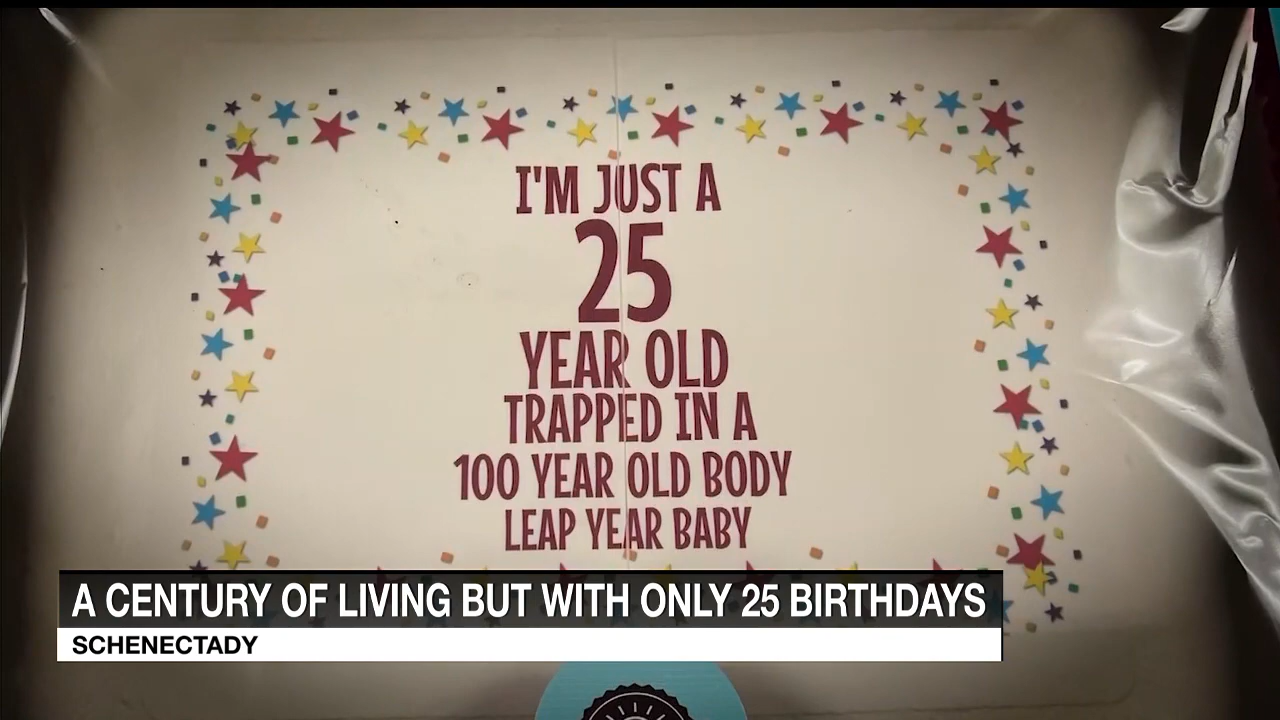 I'M JUST A
25
YEAR OLD
TRAPPED IN A
100 YEAR OLD BODY
LEAP YEAR BABY
A CENTURY OF LIVING BUT WITH ONLY 25 BIRTHDAYS
SCHENECTADY